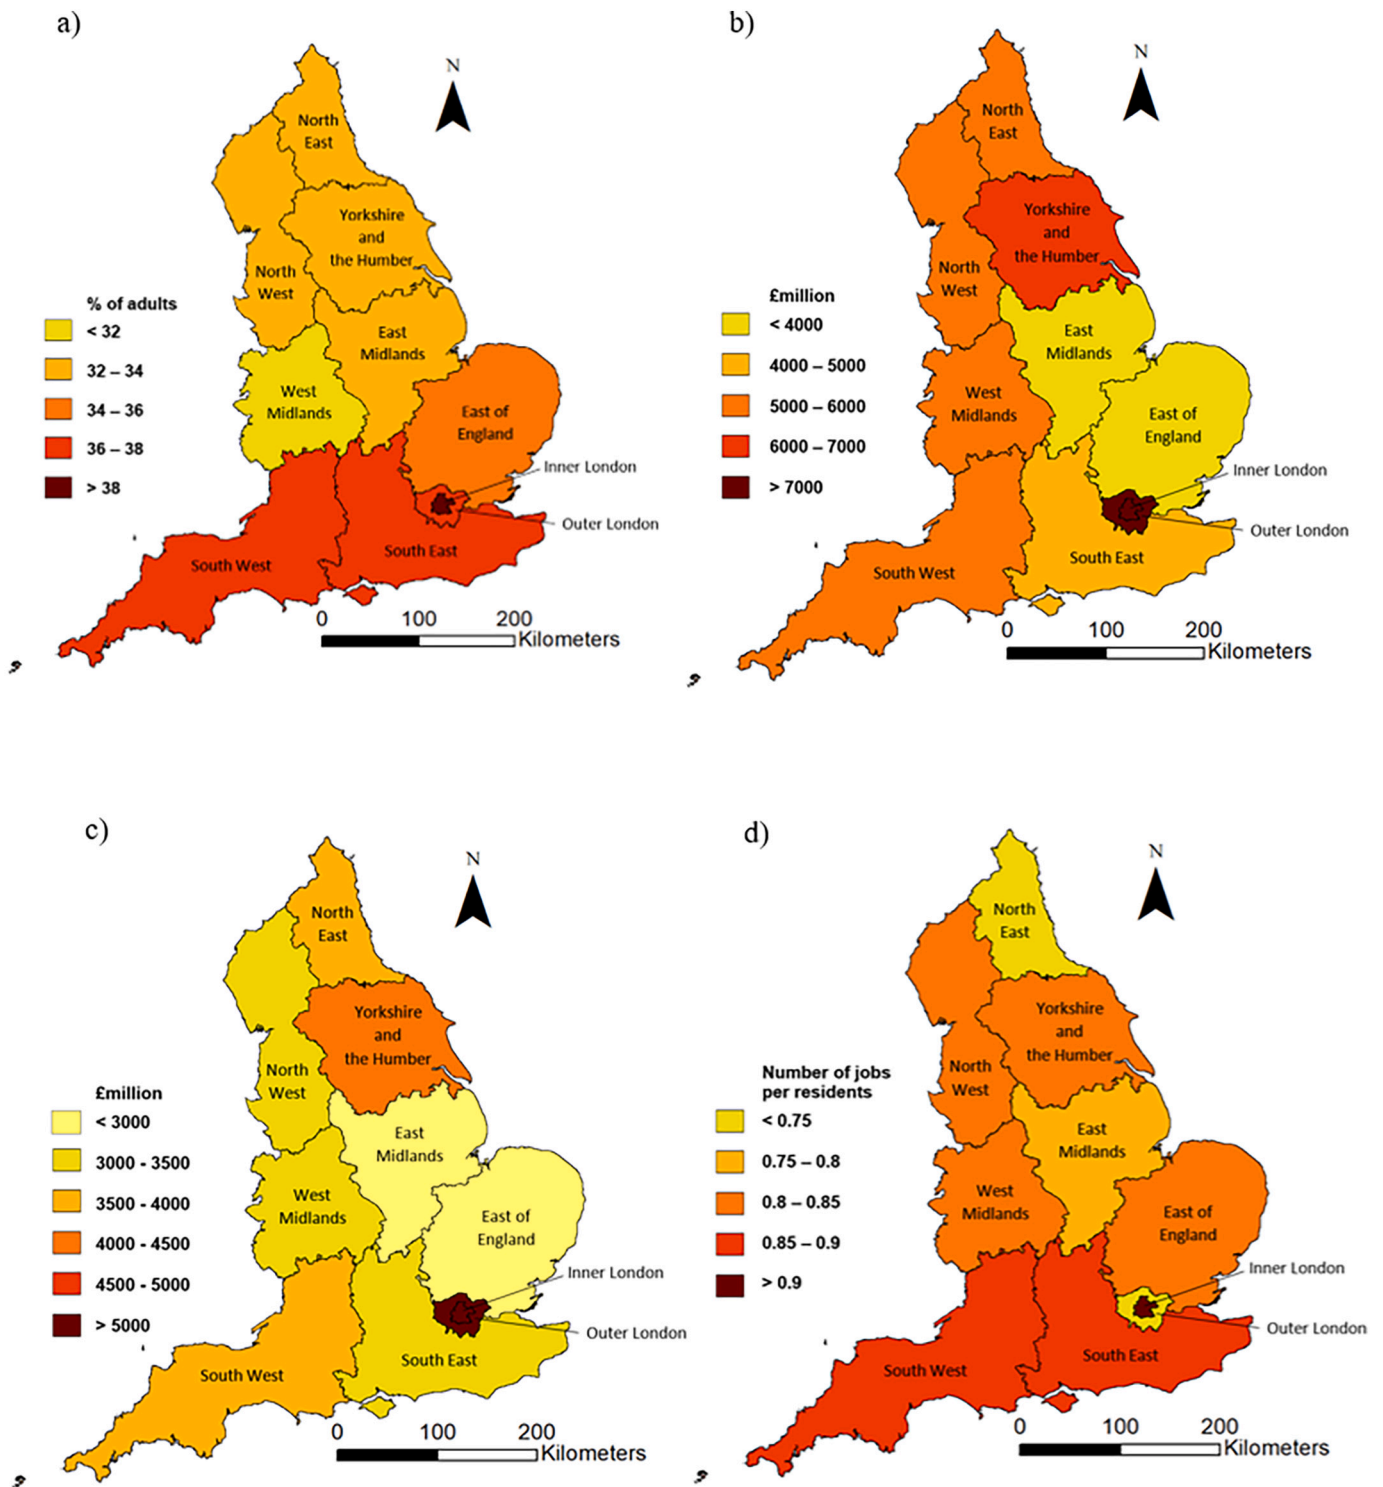 a)
N
North
East
Yorkshire
and
the Humber
North
West
East
Midlands
West
Midlands
East of
England
Inner London
Outer London
South East
South West
% of adults
< 32
32 – 34
34 – 36
36 – 38
> 38
0 100 200
Kilometers
b)
N
North
East
Yorkshire
and
the Humber
North
West
East
Midlands
West
Midlands
East of
England
Inner London
Outer London
South East
South West
£million
< 4000
4000 – 5000
5000 – 6000
6000 – 7000
> 7000
0 100 200
Kilometers
c)
N
North
East
Yorkshire
and
the Humber
North
West
East
Midlands
West
Midlands
East of
England
Inner London
Outer London
South East
South West
£million
< 3000
3000 - 3500
3500 - 4000
4000 - 4500
4500 - 5000
> 5000
0 100 200
Kilometers
d)
N
North
East
Yorkshire
and
the Humber
North
West
East
Midlands
West
Midlands
East of
England
Inner London
Outer London
South East
South West
Number of jobs
per residents
< 0.75
0.75 – 0.8
0.8 – 0.85
0.85 – 0.9
> 0.9
0 100 200
Kilometers